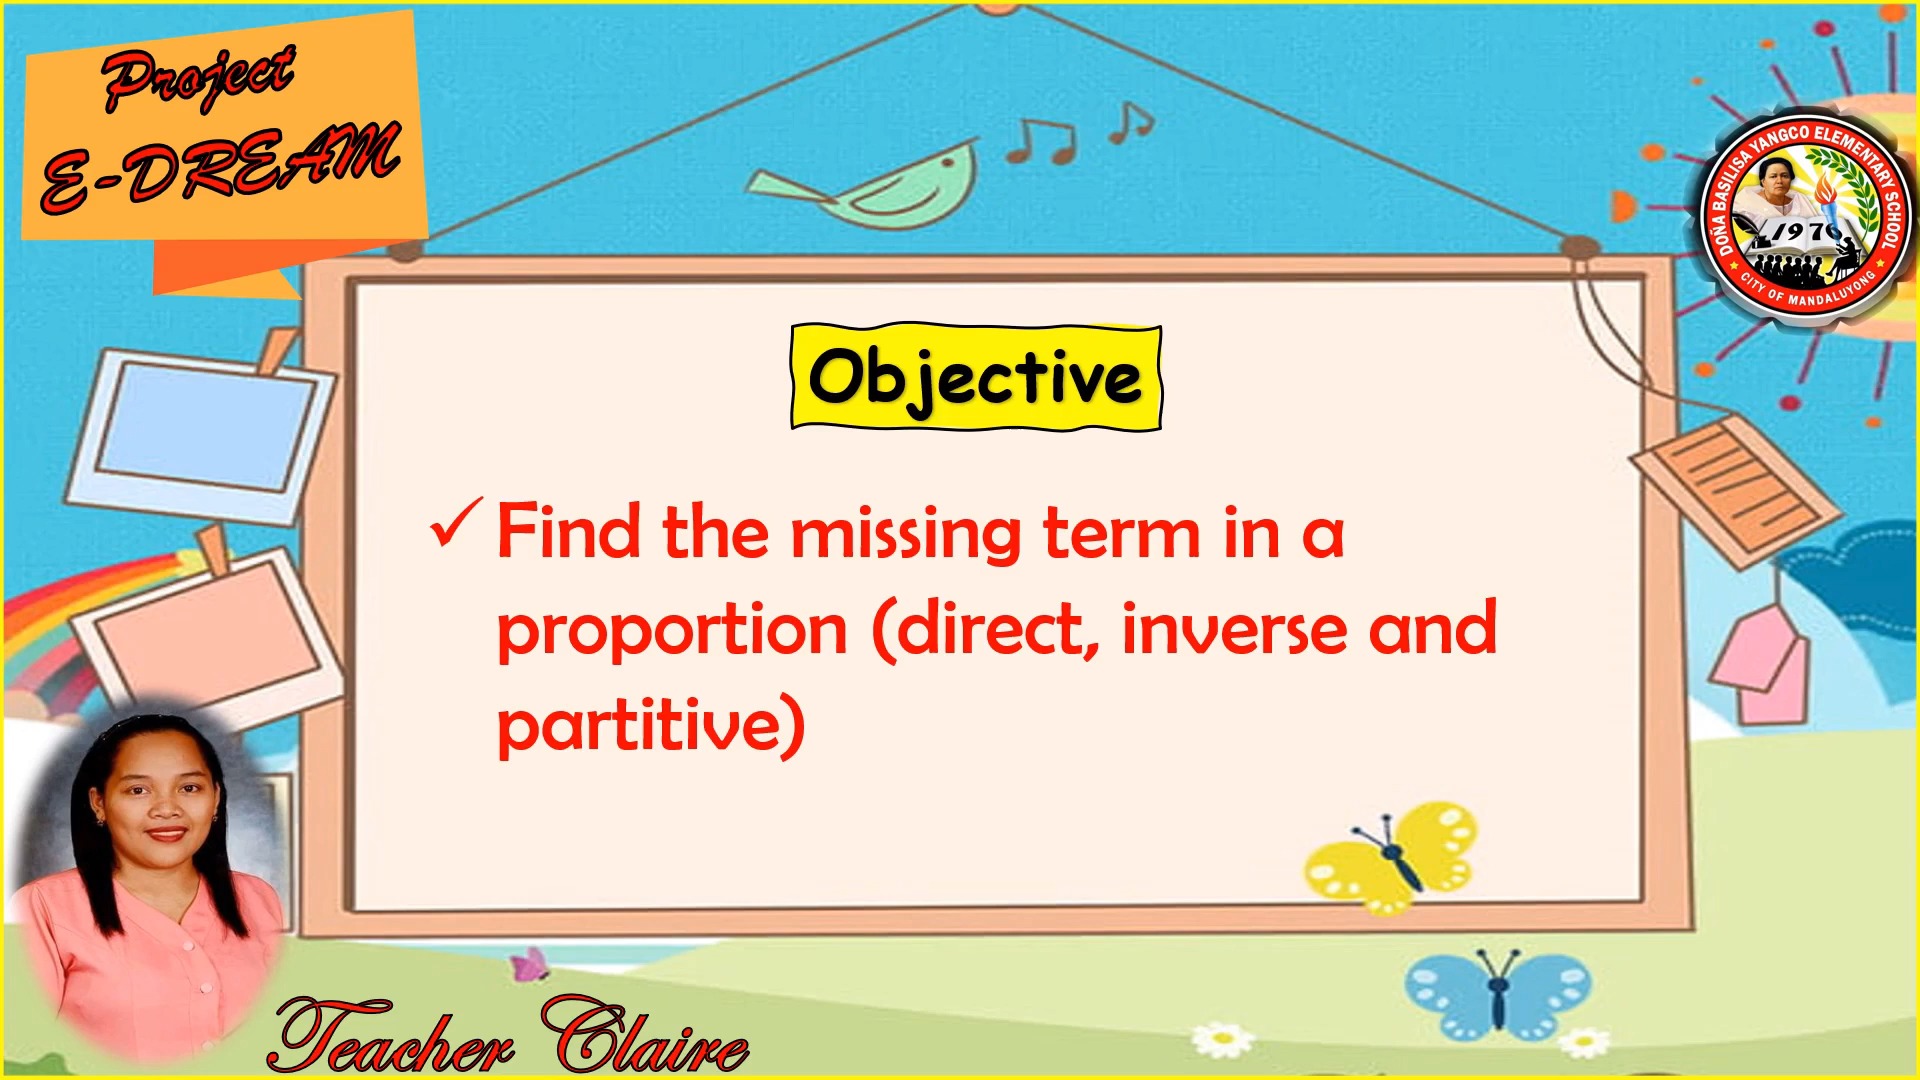 Project
E-DREAM
DOÑA BASILISA YANGCO ELEMENTARY SCHOOL
1976
CITY OF MANDALUYONG
Objective
✓ Find the missing term in a
proportion (direct, inverse and
partitive)
Teacher Claire